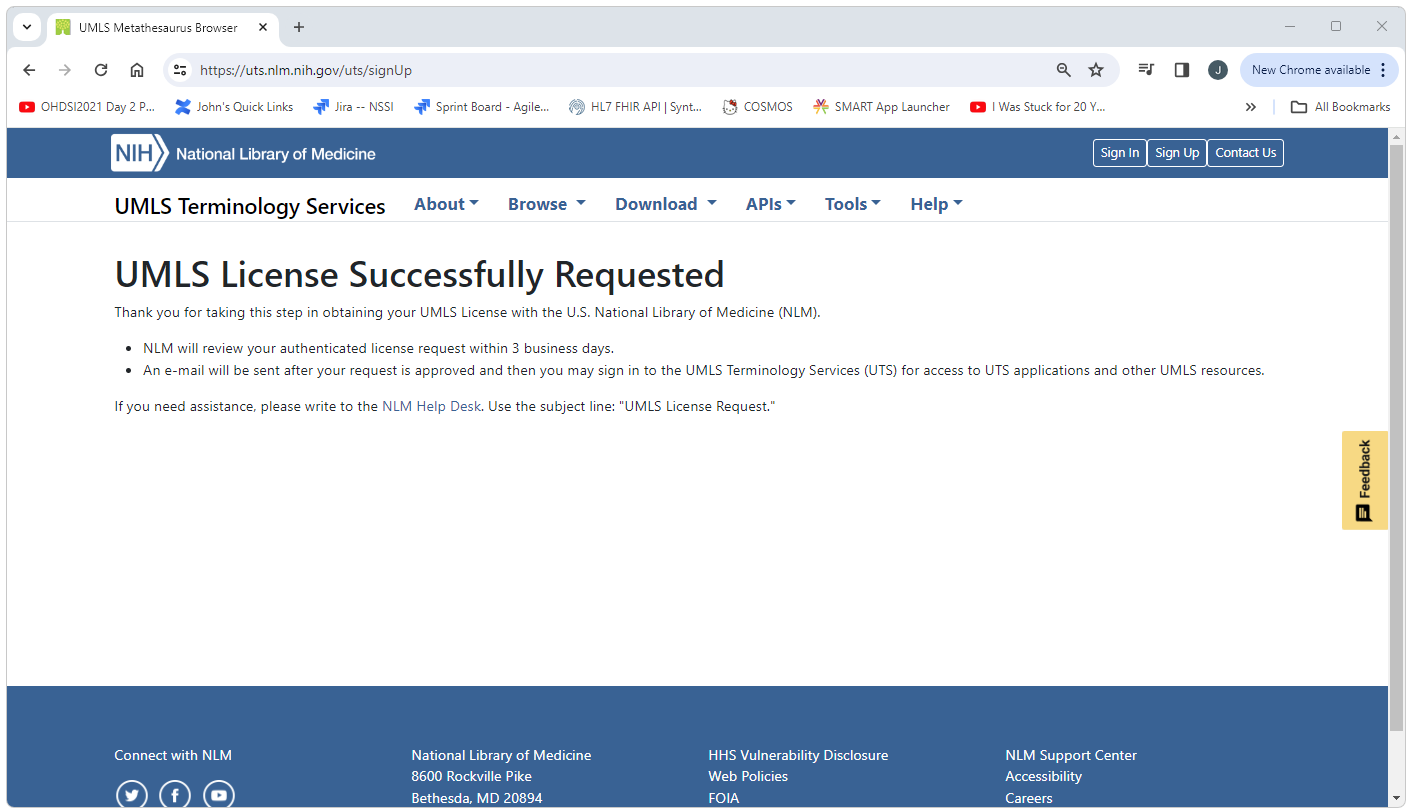 UMLS Metathesaurus Browser
https://uts.nlm.nih.gov/uts/signUp
J
New Chrome available
OHDSI2021 Day 2 P...
John's Quick Links
Jira -- NSSI
Sprint Board - Agile...
HL7 FHIR API | Synt...
COSMOS
SMART App Launcher
I Was Stuck for 20 Y...
All Bookmarks
NIH National Library of Medicine
Sign In
Sign Up
Contact Us
UMLS Terminology Services
About
Browse
Download
APIs
Tools
Help
UMLS License Successfully Requested
Thank you for taking this step in obtaining your UMLS License with the U.S. National Library of Medicine (NLM).
• NLM will review your authenticated license request within 3 business days.
• An e-mail will be sent after your request is approved and then you may sign in to the UMLS Terminology Services (UTS) for access to UTS applications and other UMLS resources.
If you need assistance, please write to the NLM Help Desk. Use the subject line: "UMLS License Request."
Feedback
Connect with NLM
National Library of Medicine
8600 Rockville Pike
Bethesda, MD 20894
HHS Vulnerability Disclosure
Web Policies
FOIA
NLM Support Center
Accessibility
Careers